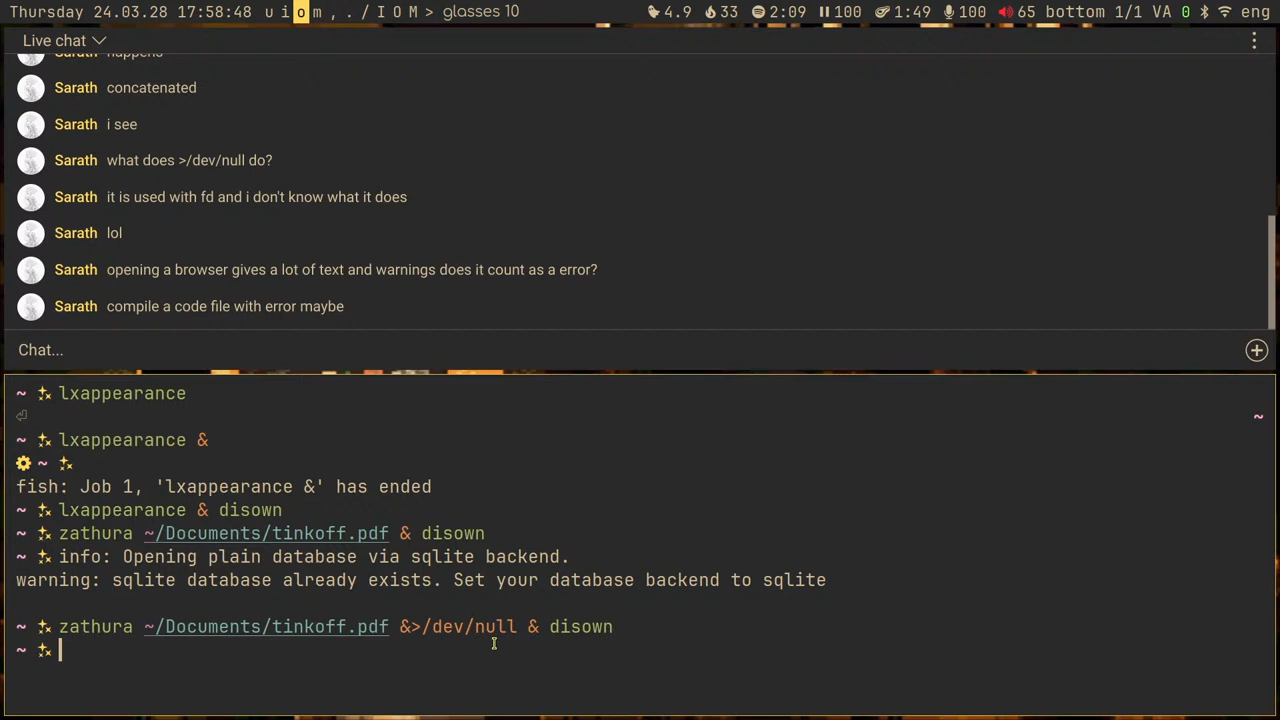 Thursday 24.03.28 17:58:48 u i o m , . / I O M > glasses 10 4.9 33 2:09 100 1:49 100 65 bottom 1/1 VA 0 eng
Live chat
happens
Sarath concatenated
Sarath i see
Sarath what does >/dev/null do?
Sarath it is used with fd and i don't know what it does
Sarath lol
Sarath opening a browser gives a lot of text and warnings does it count as a error?
Sarath compile a code file with error maybe
Chat...
~ ✨ lxappearance
⏎ ~
~ ✨ lxappearance &
~ ✨
fish: Job 1, 'lxappearance &' has ended
~ ✨ lxappearance & disown
~ ✨ zathura ~/Documents/tinkoff.pdf & disown
~ ✨ info: Opening plain database via sqlite backend.
warning: sqlite database already exists. Set your database backend to sqlite
~ ✨ zathura ~/Documents/tinkoff.pdf &>/dev/null & disown
~ ✨